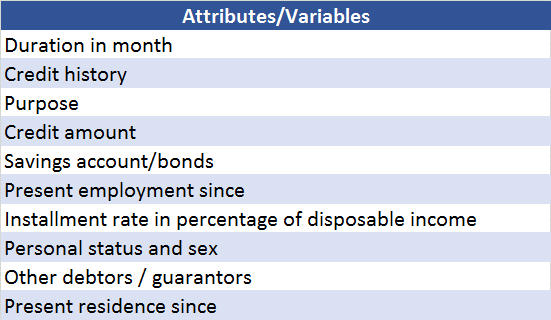 Attributes/Variables
Duration in month
Credit history
Purpose
Credit amount
Savings account/bonds
Present employment since
Installment rate in percentage of disposable income
Personal status and sex
Other debtors / guarantors
Present residence since